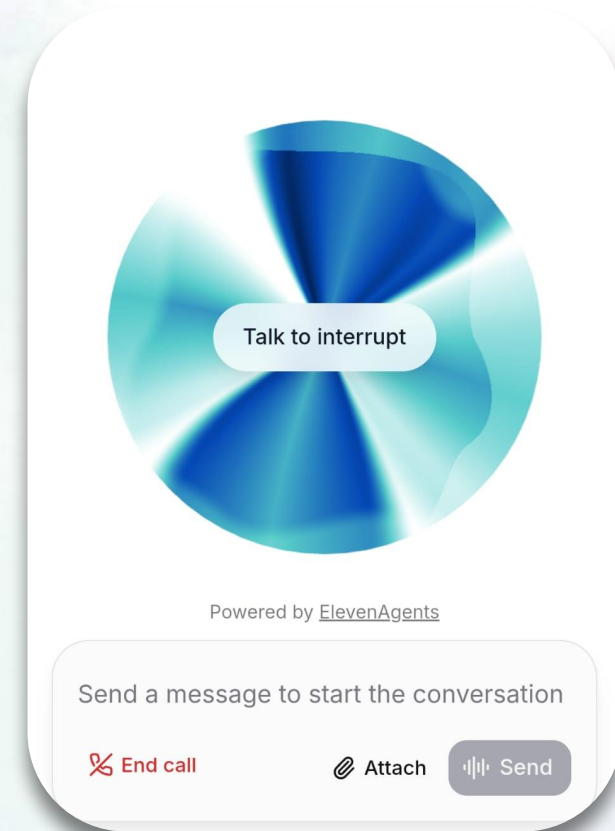 Talk to interrupt
Powered by ElevenAgents
Send a message to start the conversation
End call
Attach
Send